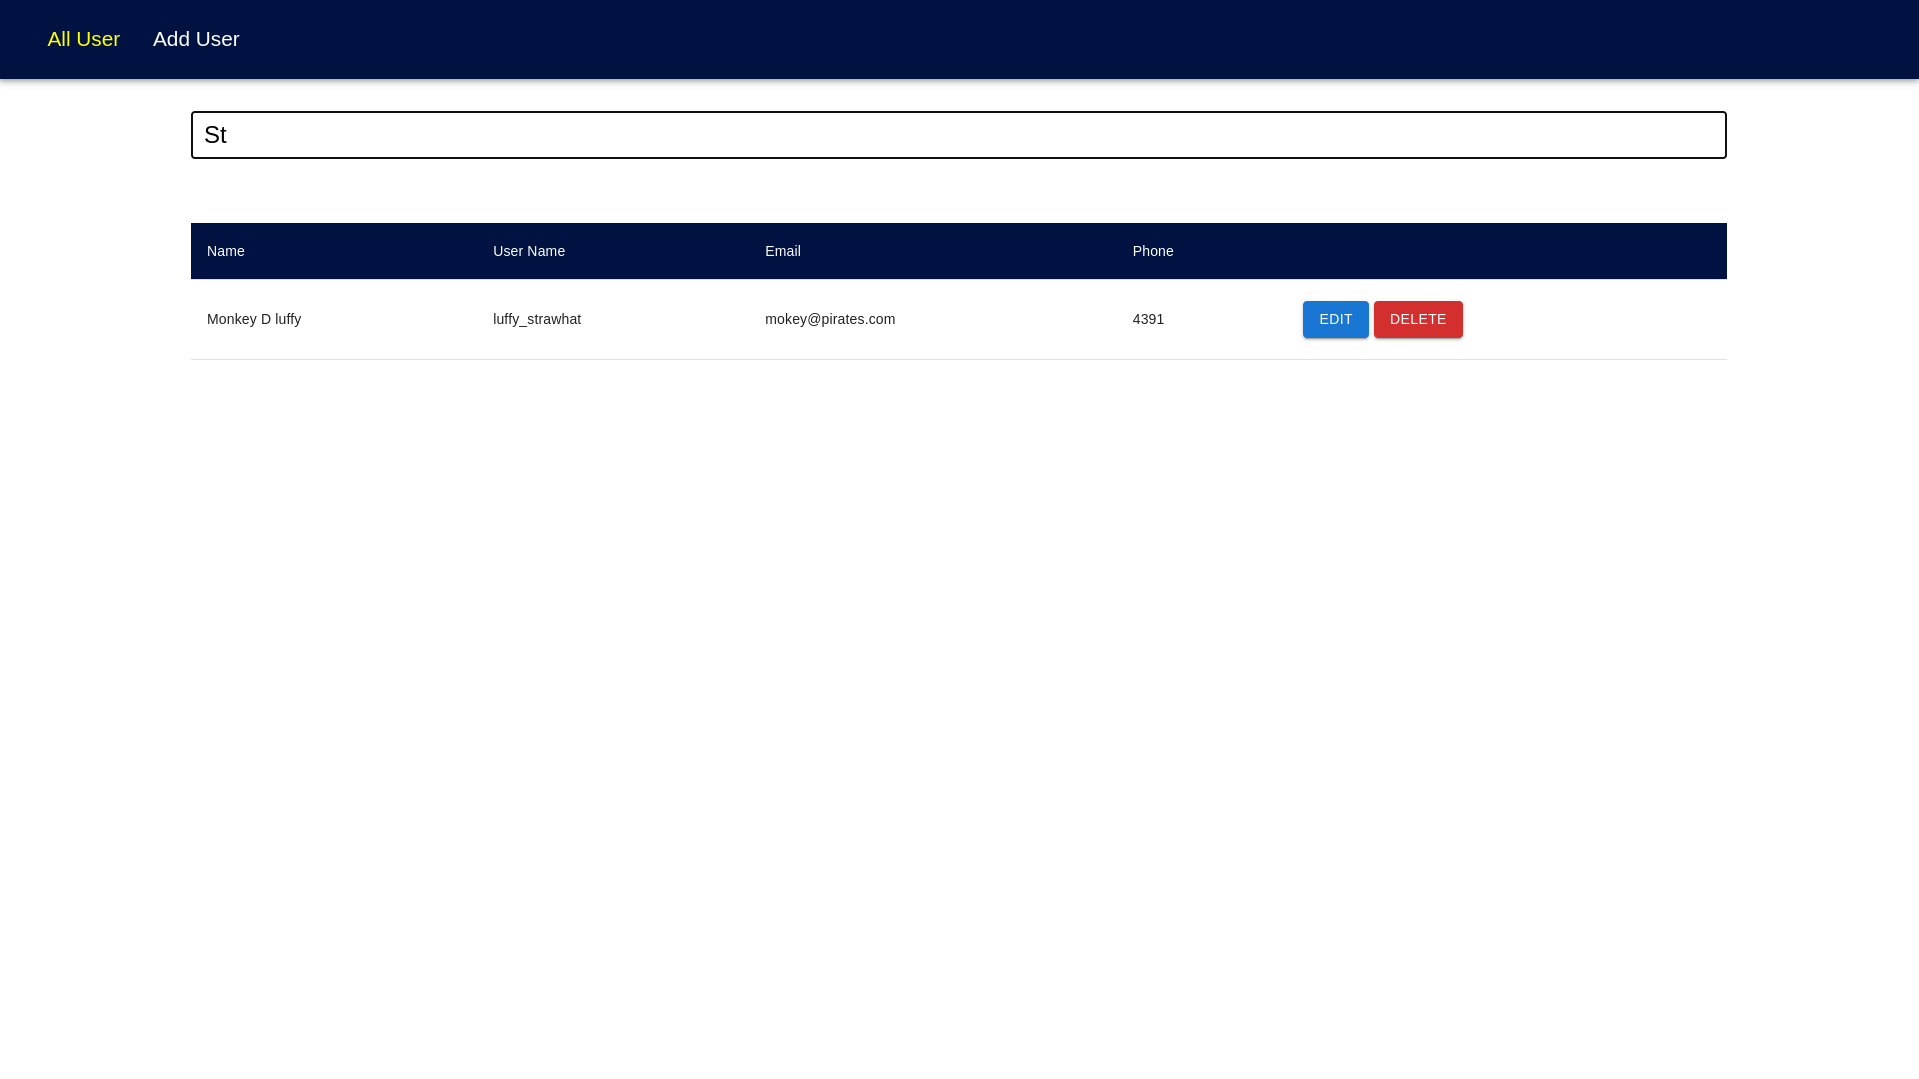 All User Add User
St
Name User Name Email Phone
Monkey D luffy luffy_strawhat mokey@pirates.com 4391 EDIT DELETE